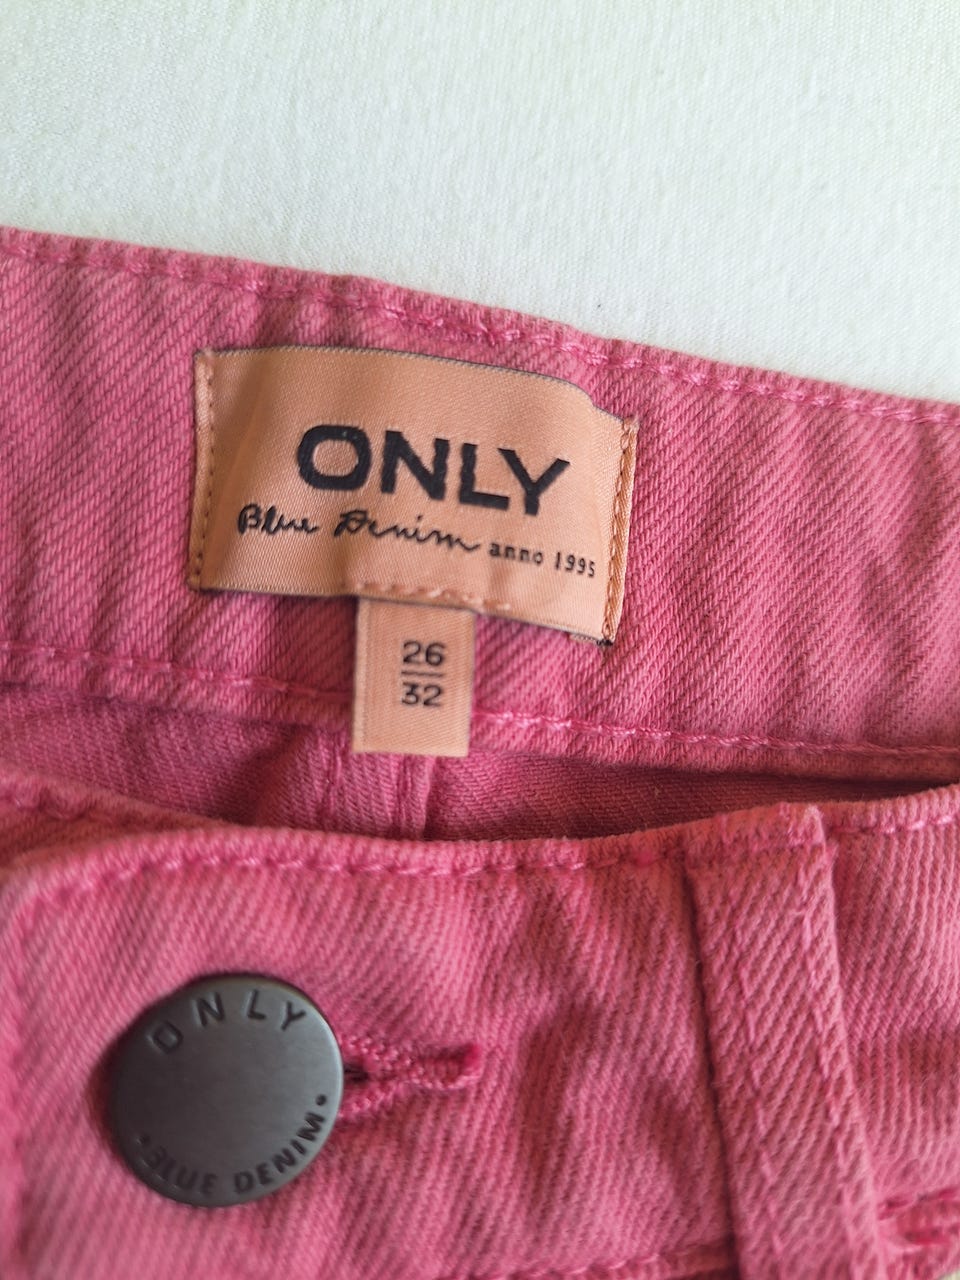 ONLY
Blue Denim anno 1995
26
32
ONLY
• BLUE DENIM •